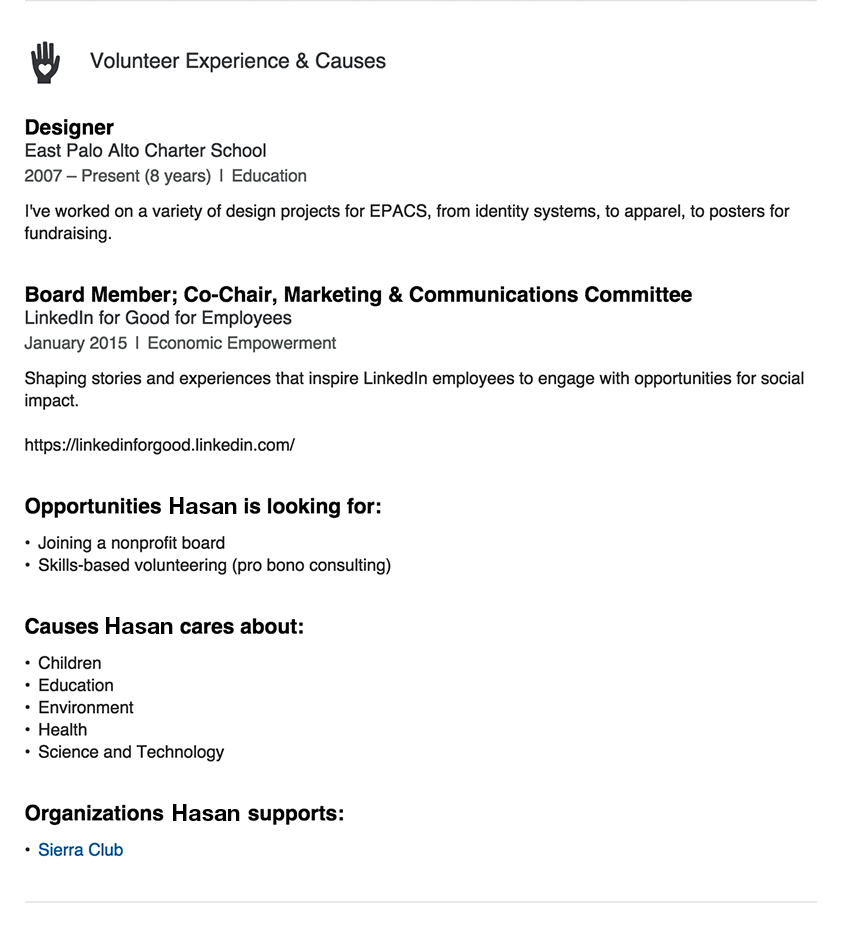 Volunteer Experience & Causes
Designer
East Palo Alto Charter School
2007 – Present (8 years) | Education
I've worked on a variety of design projects for EPACS, from identity systems, to apparel, to posters for
fundraising.
Board Member; Co-Chair, Marketing & Communications Committee
LinkedIn for Good for Employees
January 2015 | Economic Empowerment
Shaping stories and experiences that inspire LinkedIn employees to engage with opportunities for social
impact.
https://linkedinforgood.linkedin.com/
Opportunities Hasan is looking for:
• Joining a nonprofit board
• Skills-based volunteering (pro bono consulting)
Causes Hasan cares about:
• Children
• Education
• Environment
• Health
• Science and Technology
Organizations Hasan supports:
• Sierra Club